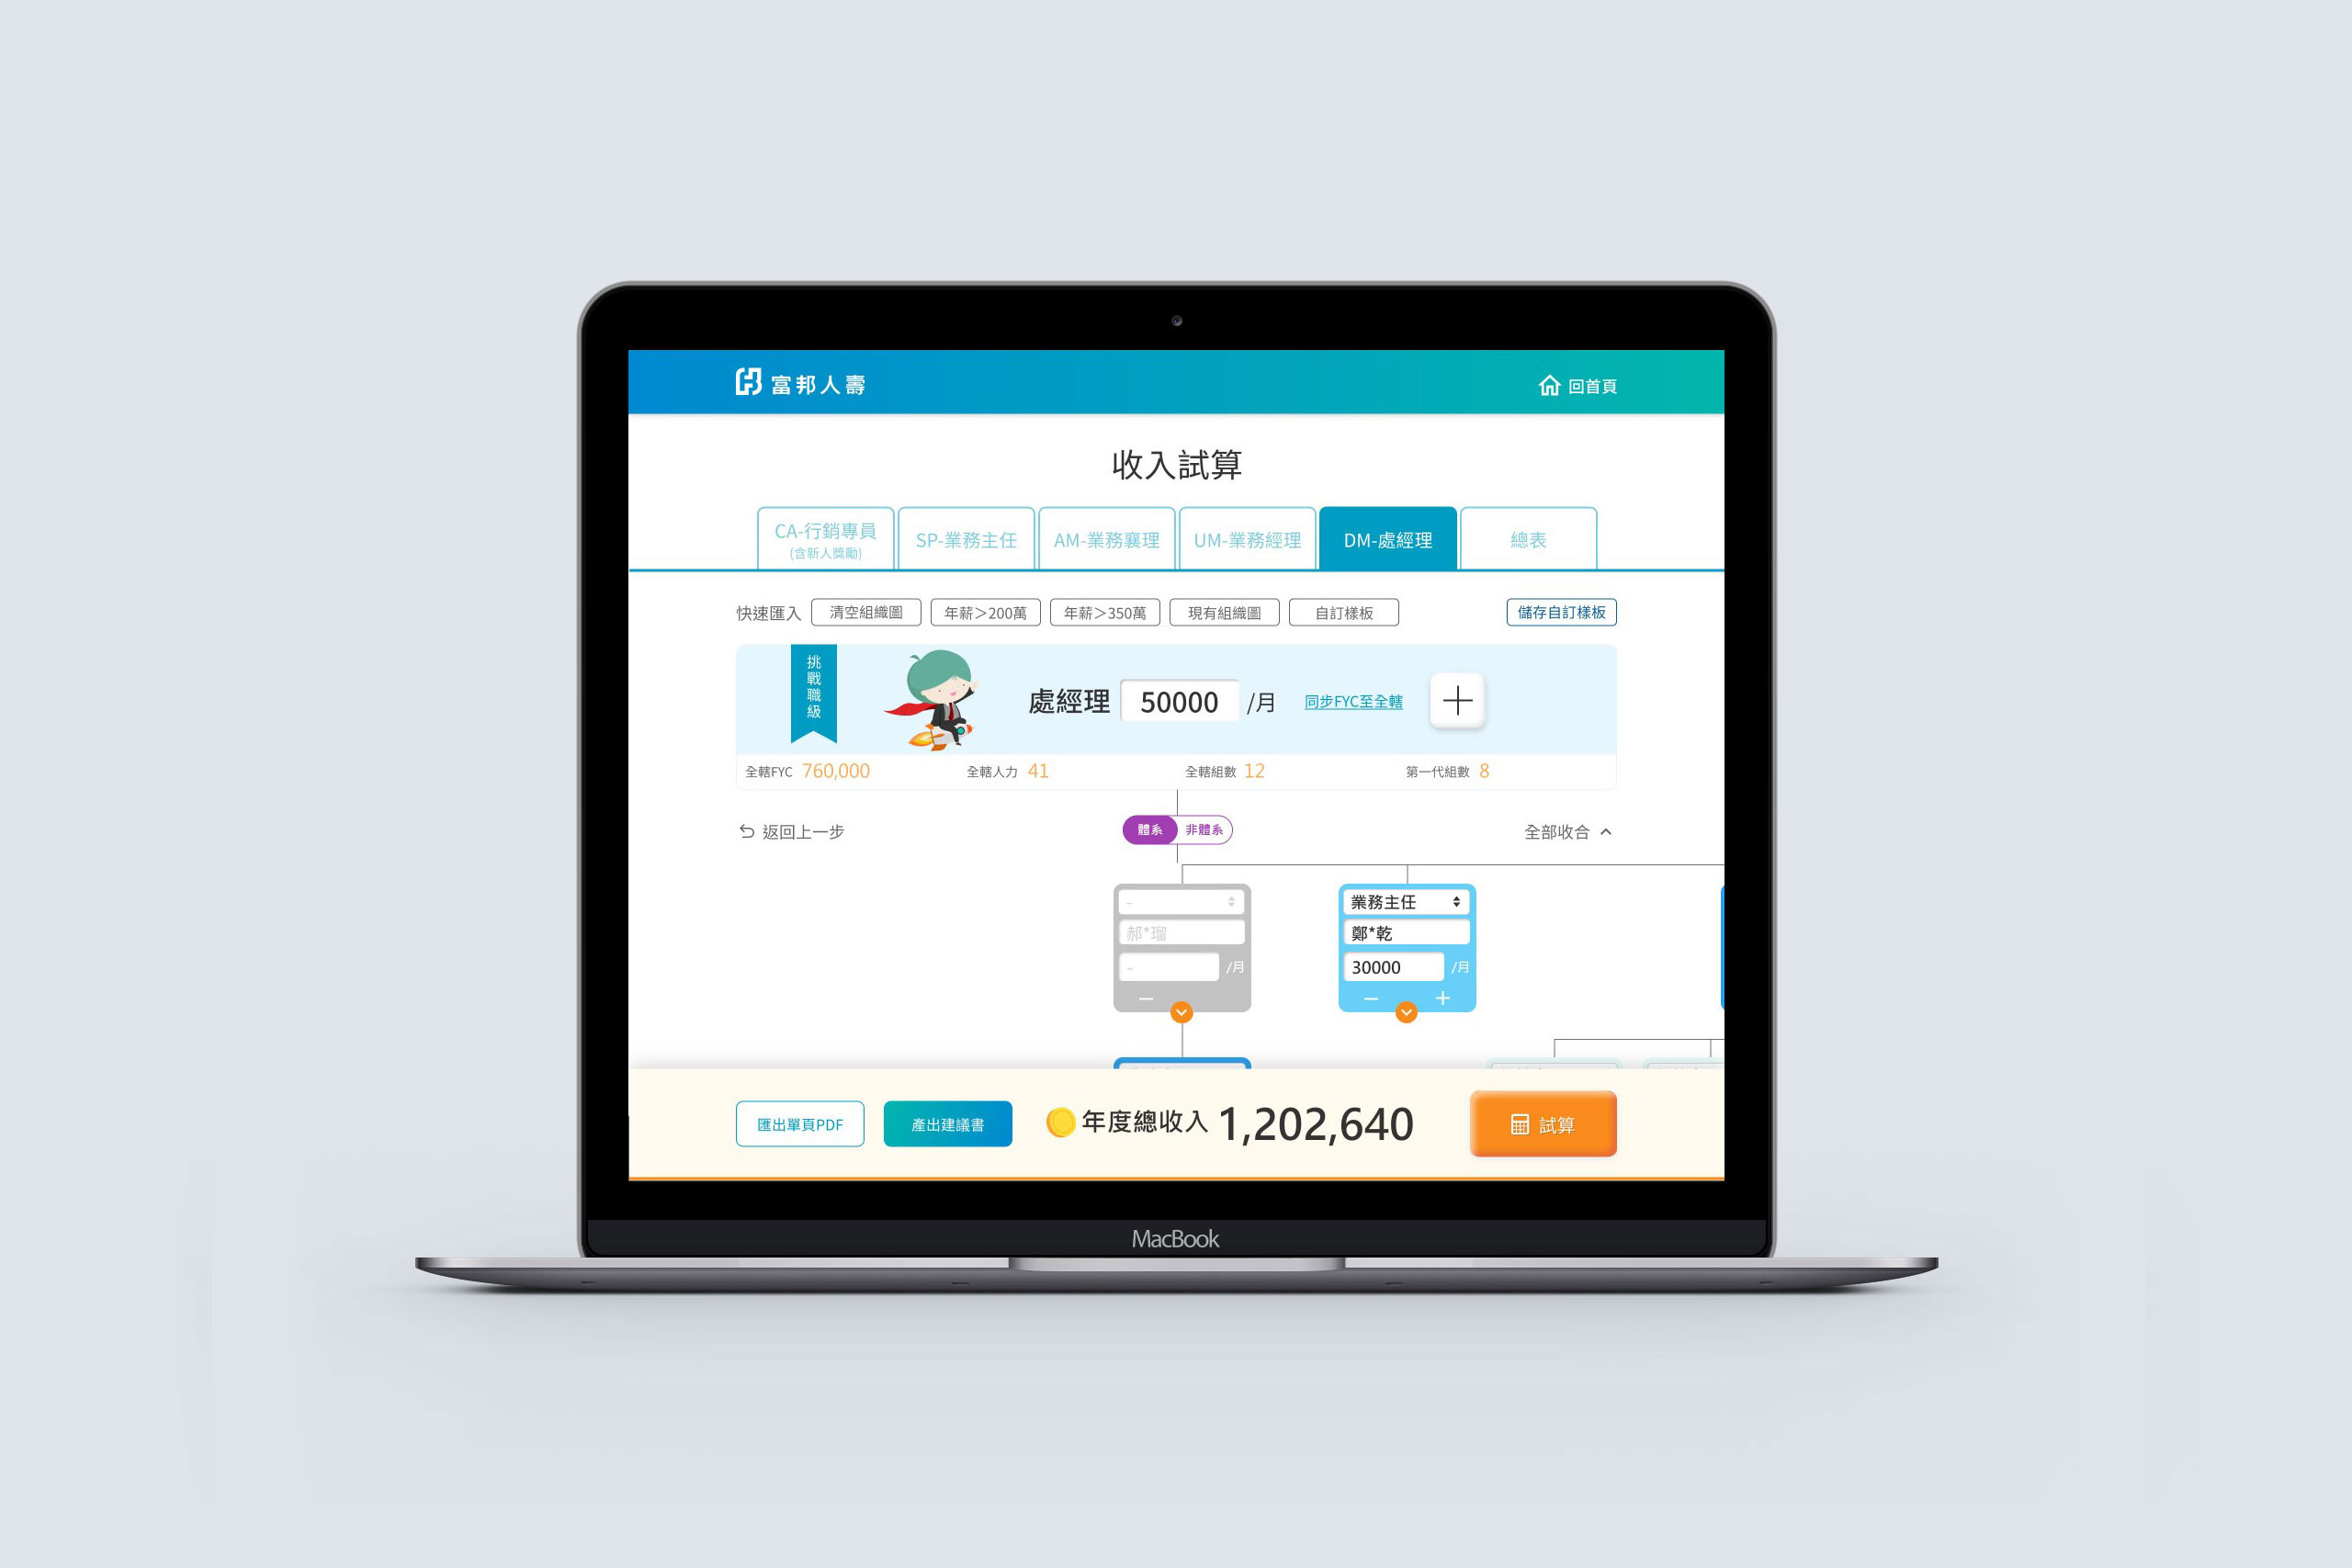 富邦人壽
回首頁
收入試算
CA-行銷專員
(含新人獎勵)
SP-業務主任
AM-業務襄理
UM-業務經理
DM-處經理
總表
快速匯入
清空組織圖
年薪＞200萬
年薪＞350萬
現有組織圖
自訂樣板
儲存自訂樣板
挑戰職級
處經理 50000 /月
同步FYC至全轄
全轄FYC 760,000
全轄人力 41
全轄組數 12
第一代組數 8
返回上一步
體系 非體系
全部收合
-
郝*瑠
- /月
業務主任
鄭*乾
30000 /月
匯出單頁PDF
產出建議書
年度總收入 1,202,640
試算
MacBook